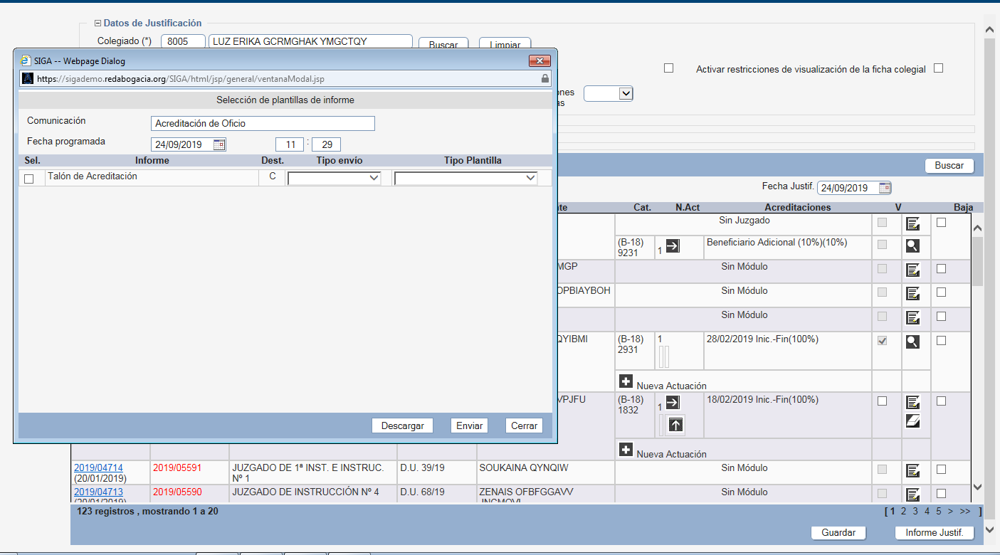 Datos de Justificación
Colegiado (*) 8005 LUZ ERIKA GCRMGHAK YMGCTQY Buscar Limpiar
SIGA -- Webpage Dialog
https://sigademo.redabogacia.org/SIGA/html/jsp/general/ventanaModal.jsp
Activar restricciones de visualización de la ficha colegial
Selección de plantillas de informe
Comunicación Acreditación de Oficio
Fecha programada 24/09/2019 11 : 29
Sel. Informe Dest. Tipo envío Tipo Plantilla
Talón de Acreditación C
Descargar Enviar Cerrar
Buscar
Fecha Justif. 24/09/2019
Cat. N.Act Acreditaciones V Baja
Sin Juzgado
(B-18) 9231 1 Beneficiario Adicional (10%)(10%)
MGP Sin Módulo
OPBIAYBOH Sin Módulo
Sin Módulo
QYIBMI (B-18) 2931 1 28/02/2019 Inic.-Fin(100%)
Nueva Actuación
VPJFU (B-18) 1832 1 18/02/2019 Inic.-Fin(100%)
Nueva Actuación
2019/04714 2019/05591 JUZGADO DE 1ª INST. E INSTRUC. D.U. 39/19 SOUKAINA QYNQIW Sin Módulo
(20/01/2019) Nº 1
2019/04713 2019/05590 JUZGADO DE INSTRUCCIÓN Nº 4 D.U. 68/19 ZENAIS OFBFGGAVV Sin Módulo
(20/01/2019)
123 registros , mostrando 1 a 20 [ 1 2 3 4 5 > >> ]
Guardar Informe Justif.